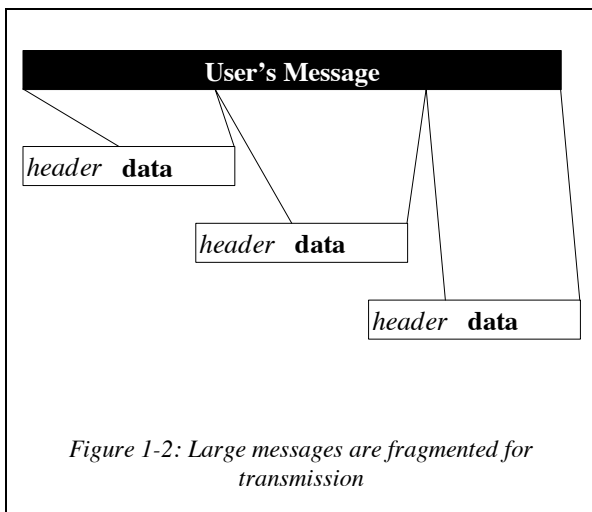 User's Message
header data
header data
header data
Figure 1-2: Large messages are fragmented for
transmission